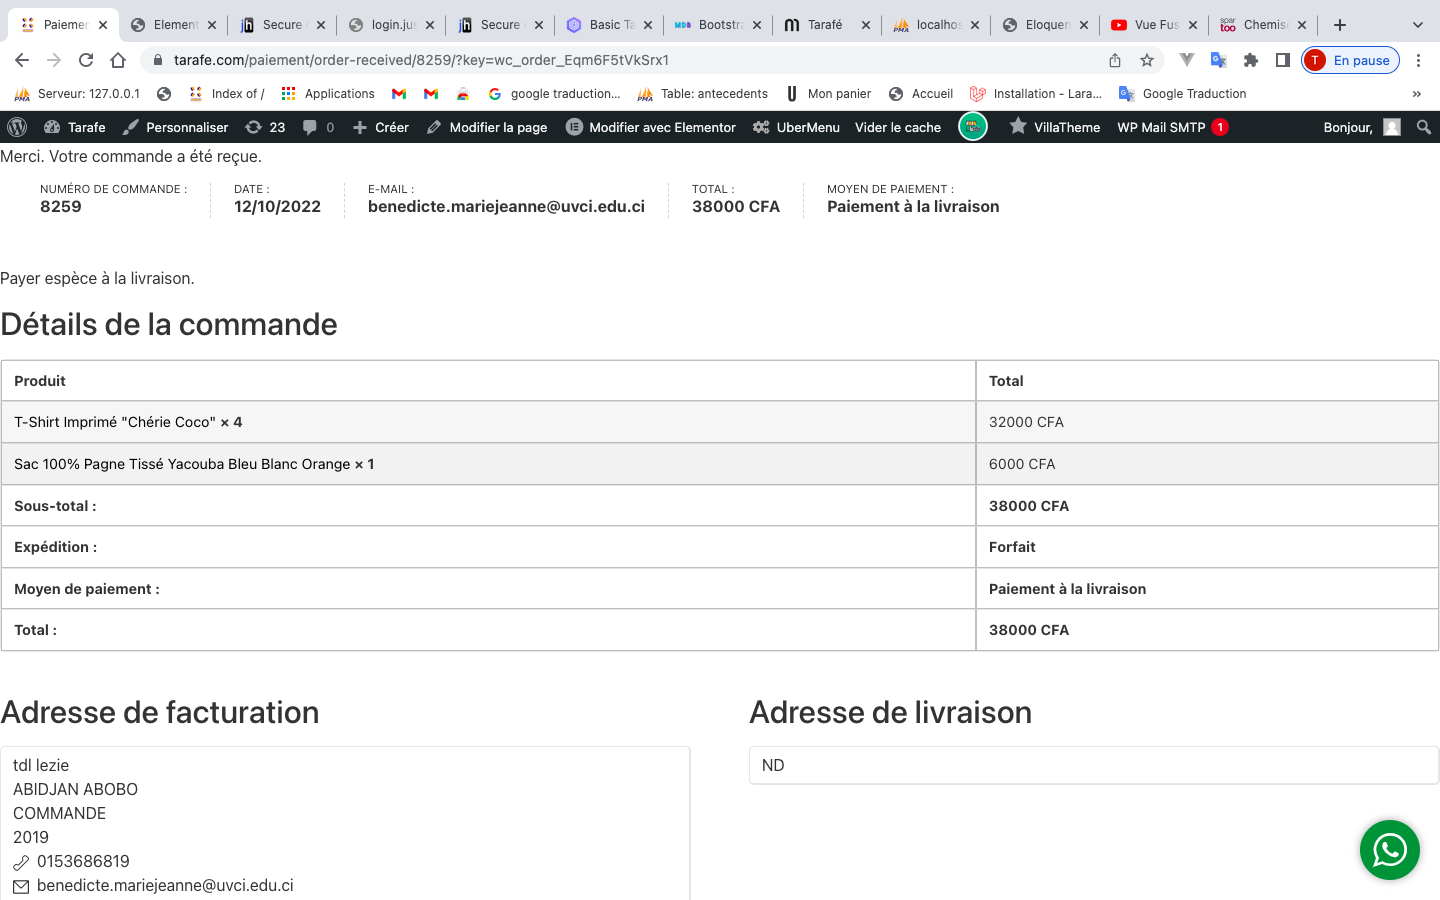 Paiemen
Element
Secure
login.jus
Secure
Basic Ta
Bootstra
Tarafé
localhos
Eloquen
Vue Fus
Chemise
tarafe.com/paiement/order-received/8259/?key=wc_order_Eqm6F5tVkSrx1
T En pause
Serveur: 127.0.0.1
Index of /
Applications
google traduction...
Table: antecedents
Mon panier
Accueil
Installation - Lara...
Google Traduction
»
Tarafe
Personnaliser
23
0
Créer
Modifier la page
Modifier avec Elementor
UberMenu
Vider le cache
VillaTheme
WP Mail SMTP 1
Bonjour,
Merci. Votre commande a été reçue.
NUMÉRO DE COMMANDE :
8259
DATE :
12/10/2022
E-MAIL :
benedicte.mariejeanne@uvci.edu.ci
TOTAL :
38000 CFA
MOYEN DE PAIEMENT :
Paiement à la livraison
Payer espèce à la livraison.
Détails de la commande
Produit Total
T-Shirt Imprimé "Chérie Coco" × 4 32000 CFA
Sac 100% Pagne Tissé Yacouba Bleu Blanc Orange × 1 6000 CFA
Sous-total : 38000 CFA
Expédition : Forfait
Moyen de paiement : Paiement à la livraison
Total : 38000 CFA
Adresse de facturation
tdl lezie
ABIDJAN ABOBO
COMMANDE
2019
0153686819
benedicte.mariejeanne@uvci.edu.ci
Adresse de livraison
ND